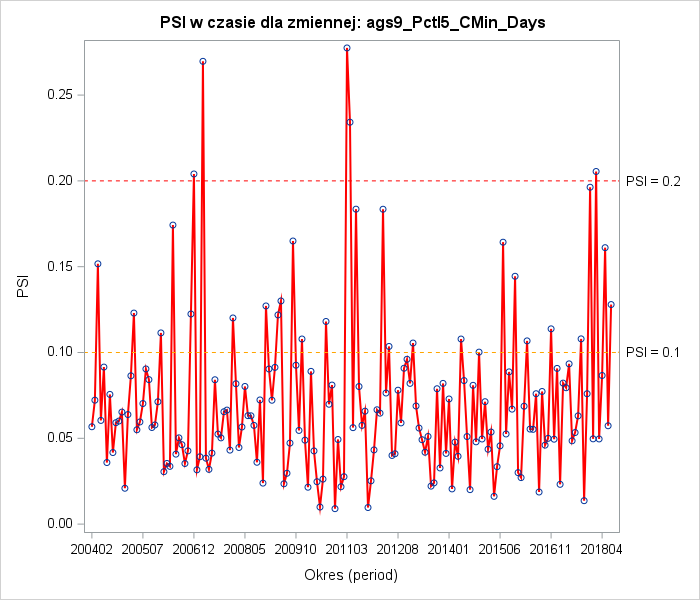 PSI w czasie dla zmiennej: ags9_Pctl5_CMin_Days
0.25
0.20
PSI = 0.2
0.15
PSI
0.10
PSI = 0.1
0.05
0.00
200402 200507 200612 200805 200910 201103 201208 201401 201506 201611 201804
Okres (period)